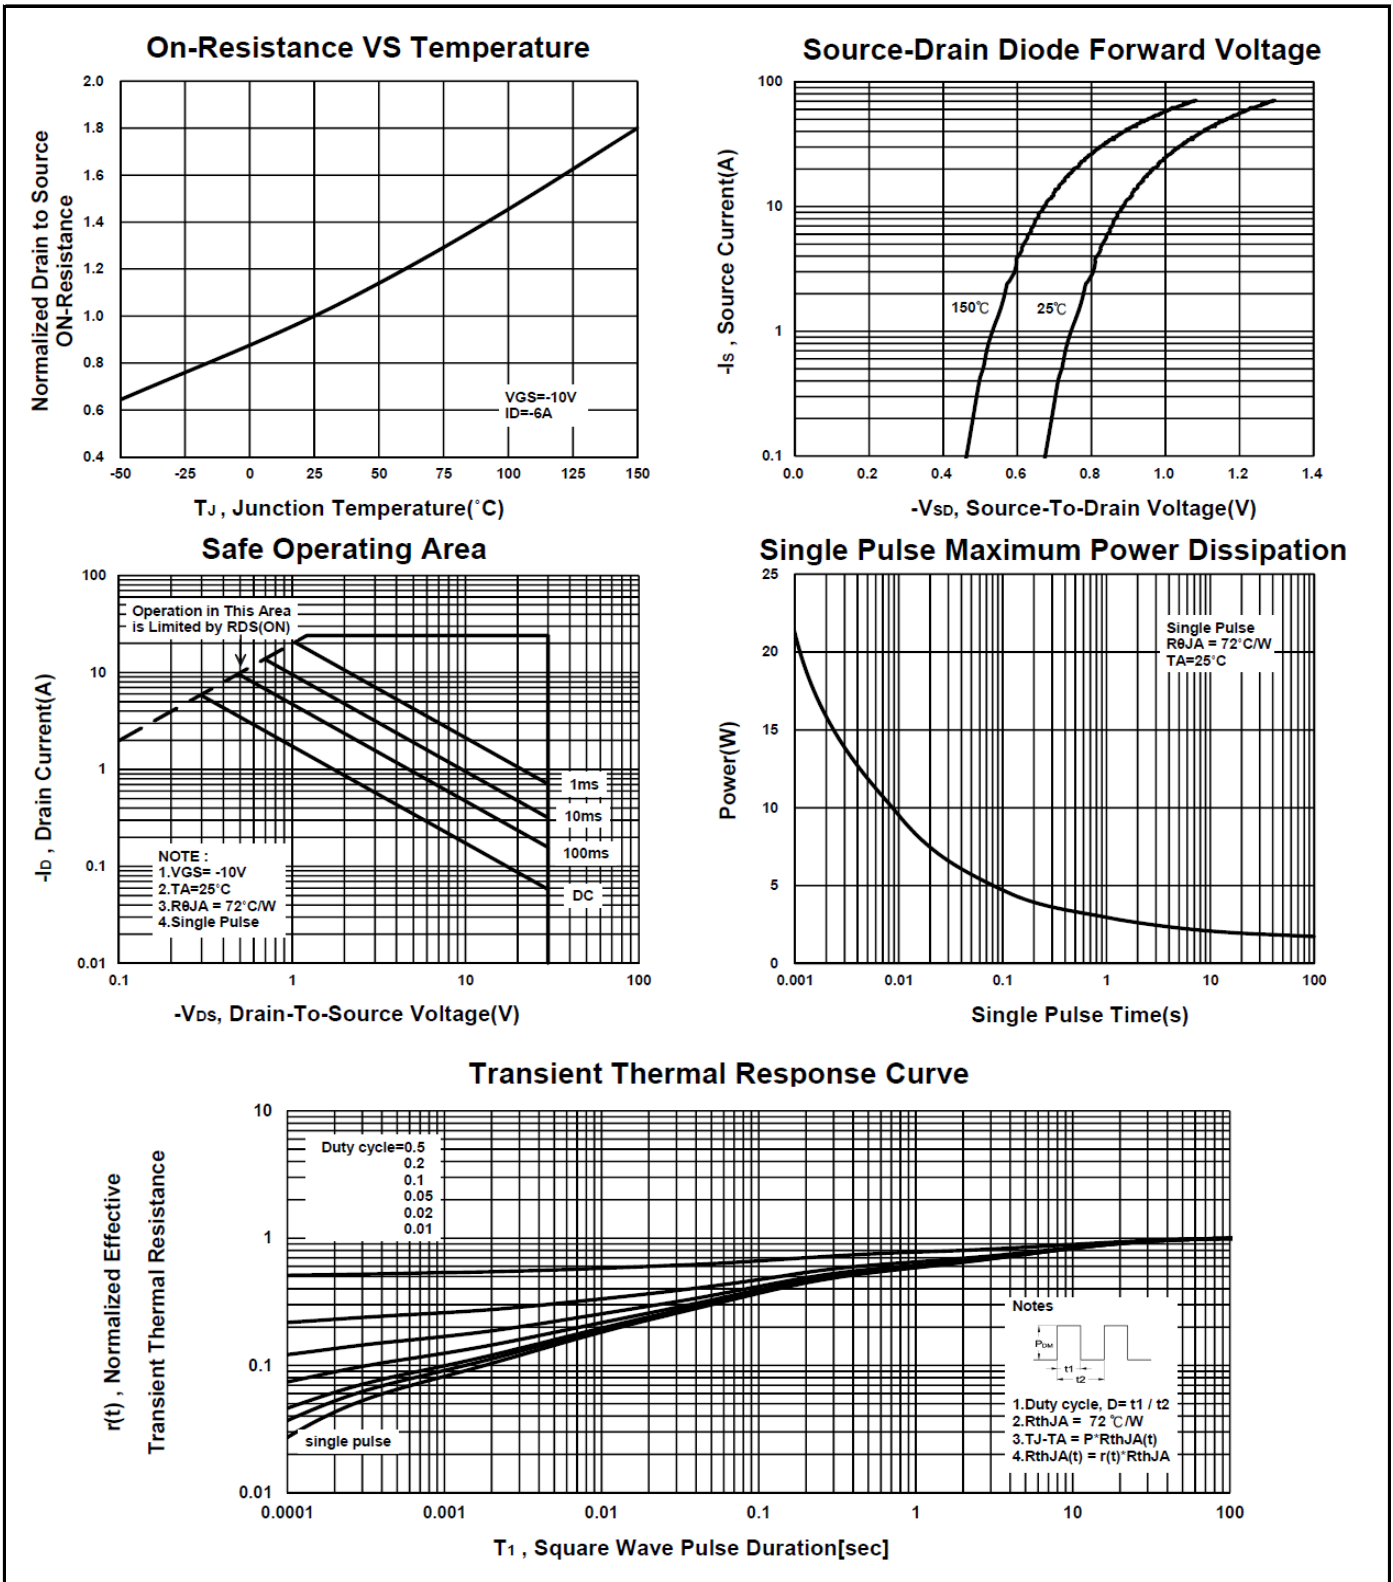 On-Resistance VS Temperature
Normalized Drain to Source
ON-Resistance
2.0
1.8
1.6
1.4
1.2
1.0
0.8
0.6
0.4
VGS=-10V
ID=-6A
-50 -25 0 25 50 75 100 125 150
TJ , Junction Temperature(°C)
Source-Drain Diode Forward Voltage
-IS , Source Current(A)
100
10
1
0.1
150℃ 25℃
0.0 0.2 0.4 0.6 0.8 1.0 1.2 1.4
-VSD, Source-To-Drain Voltage(V)
Safe Operating Area
-ID , Drain Current(A)
100
10
1
0.1
0.01
Operation in This Area
is Limited by RDS(ON)
1ms
10ms
100ms
DC
NOTE :
1.VGS= -10V
2.TA=25°C
3.RθJA = 72°C/W
4.Single Pulse
0.1 1 10 100
-VDS, Drain-To-Source Voltage(V)
Single Pulse Maximum Power Dissipation
Power(W)
25
20
15
10
5
0
Single Pulse
RθJA = 72°C/W
TA=25°C
0.001 0.01 0.1 1 10 100
Single Pulse Time(s)
Transient Thermal Response Curve
r(t) , Normalized Effective
Transient Thermal Resistance
10
1
0.1
0.01
Duty cycle=0.5
0.2
0.1
0.05
0.02
0.01
single pulse
Notes
PDM
t1
t2
1.Duty cycle, D= t1 / t2
2.RthJA = 72 ℃/W
3.TJ-TA = P*RthJA(t)
4.RthJA(t) = r(t)*RthJA
0.0001 0.001 0.01 0.1 1 10 100
T1 , Square Wave Pulse Duration[sec]